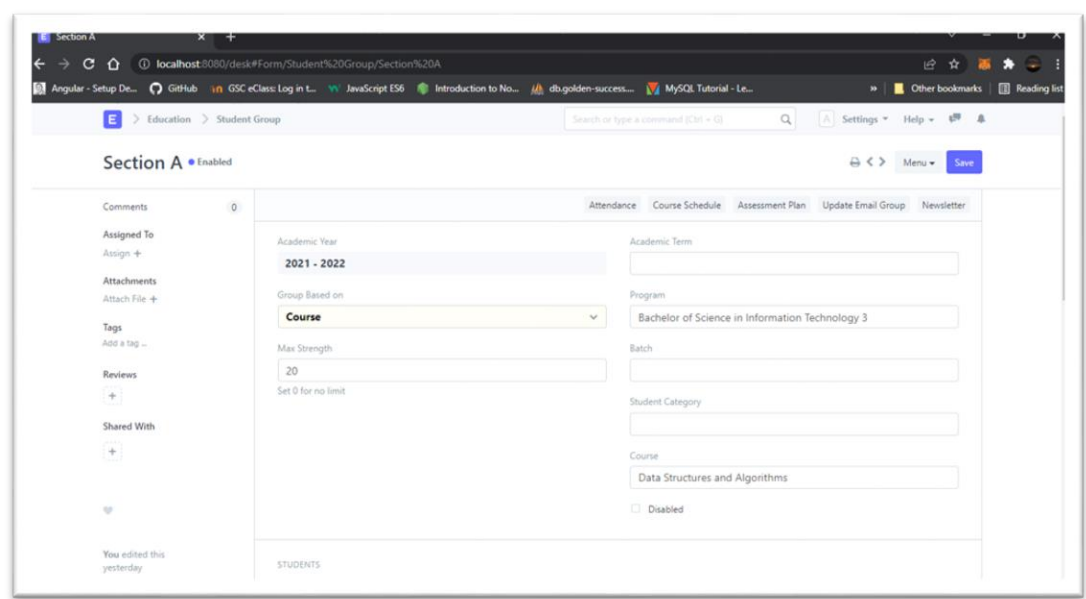 Section A
localhost:8080/desk#Form/Student%20Group/Section%20A
Angular - Setup De... GitHub GSC eClass: Log in t... JavaScript ES6 Introduction to No... db.golden-success.... MySQL Tutorial - Le... » Other bookmarks Reading list
E > Education > Student Group Search or type a command (Ctrl + G) A Settings Help
Section A Enabled Menu Save
Comments 0
Attendance Course Schedule Assessment Plan Update Email Group Newsletter
Assigned To
Assign +
Attachments
Attach File +
Tags
Add a tag ...
Reviews
+
Shared With
+
You edited this
yesterday
Academic Year
2021 - 2022
Group Based on
Course
Max Strength
20
Set 0 for no limit
Academic Term
Program
Bachelor of Science in Information Technology 3
Batch
Student Category
Course
Data Structures and Algorithms
Disabled
STUDENTS